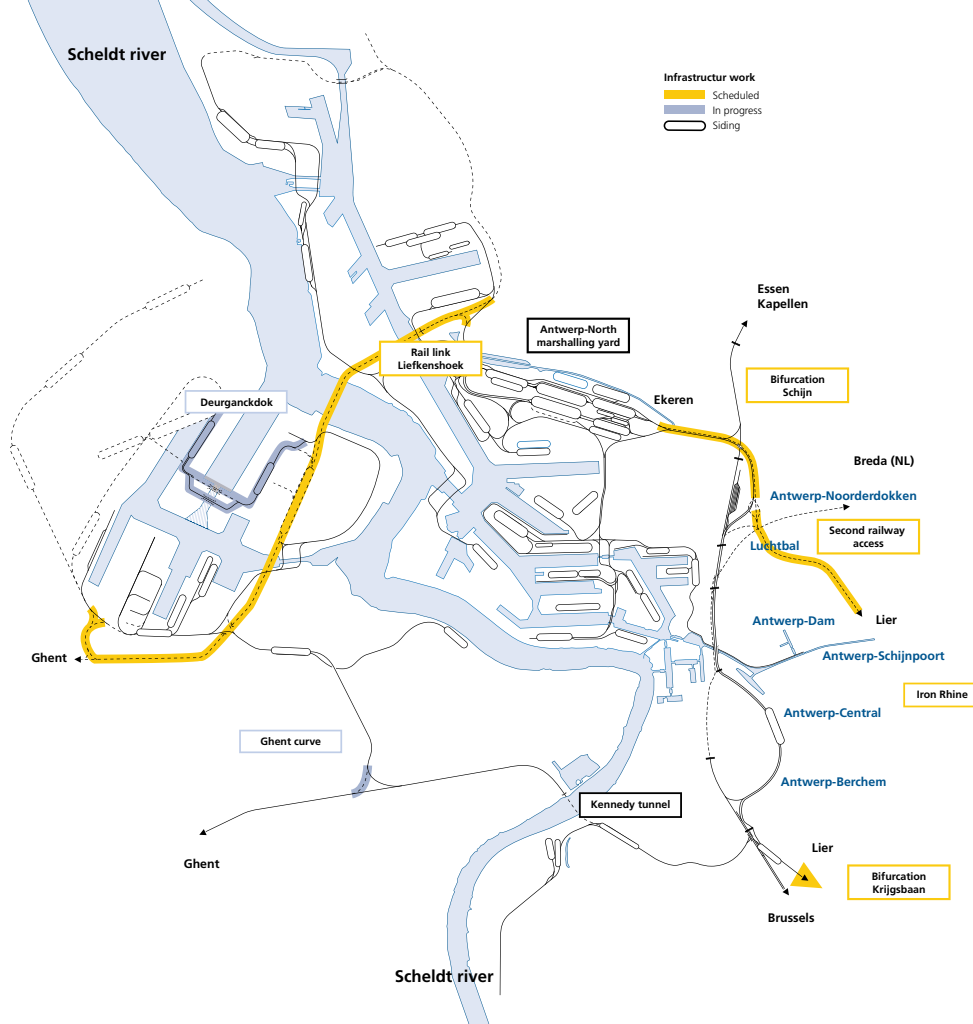 Scheldt river
Infrastructur work
Scheduled
In progress
Siding
Essen
Kapellen
Antwerp-North
marshalling yard
Rail link
Liefkenshoek
Bifurcation
Schijn
Deurganckdok
Ekeren
Breda (NL)
Antwerp-Noorderdokken
Second railway
access
Luchtbal
Lier
Antwerp-Dam
Ghent
Antwerp-Schijnpoort
Iron Rhine
Antwerp-Central
Ghent curve
Antwerp-Berchem
Kennedy tunnel
Ghent
Lier
Bifurcation
Krijgsbaan
Brussels
Scheldt river